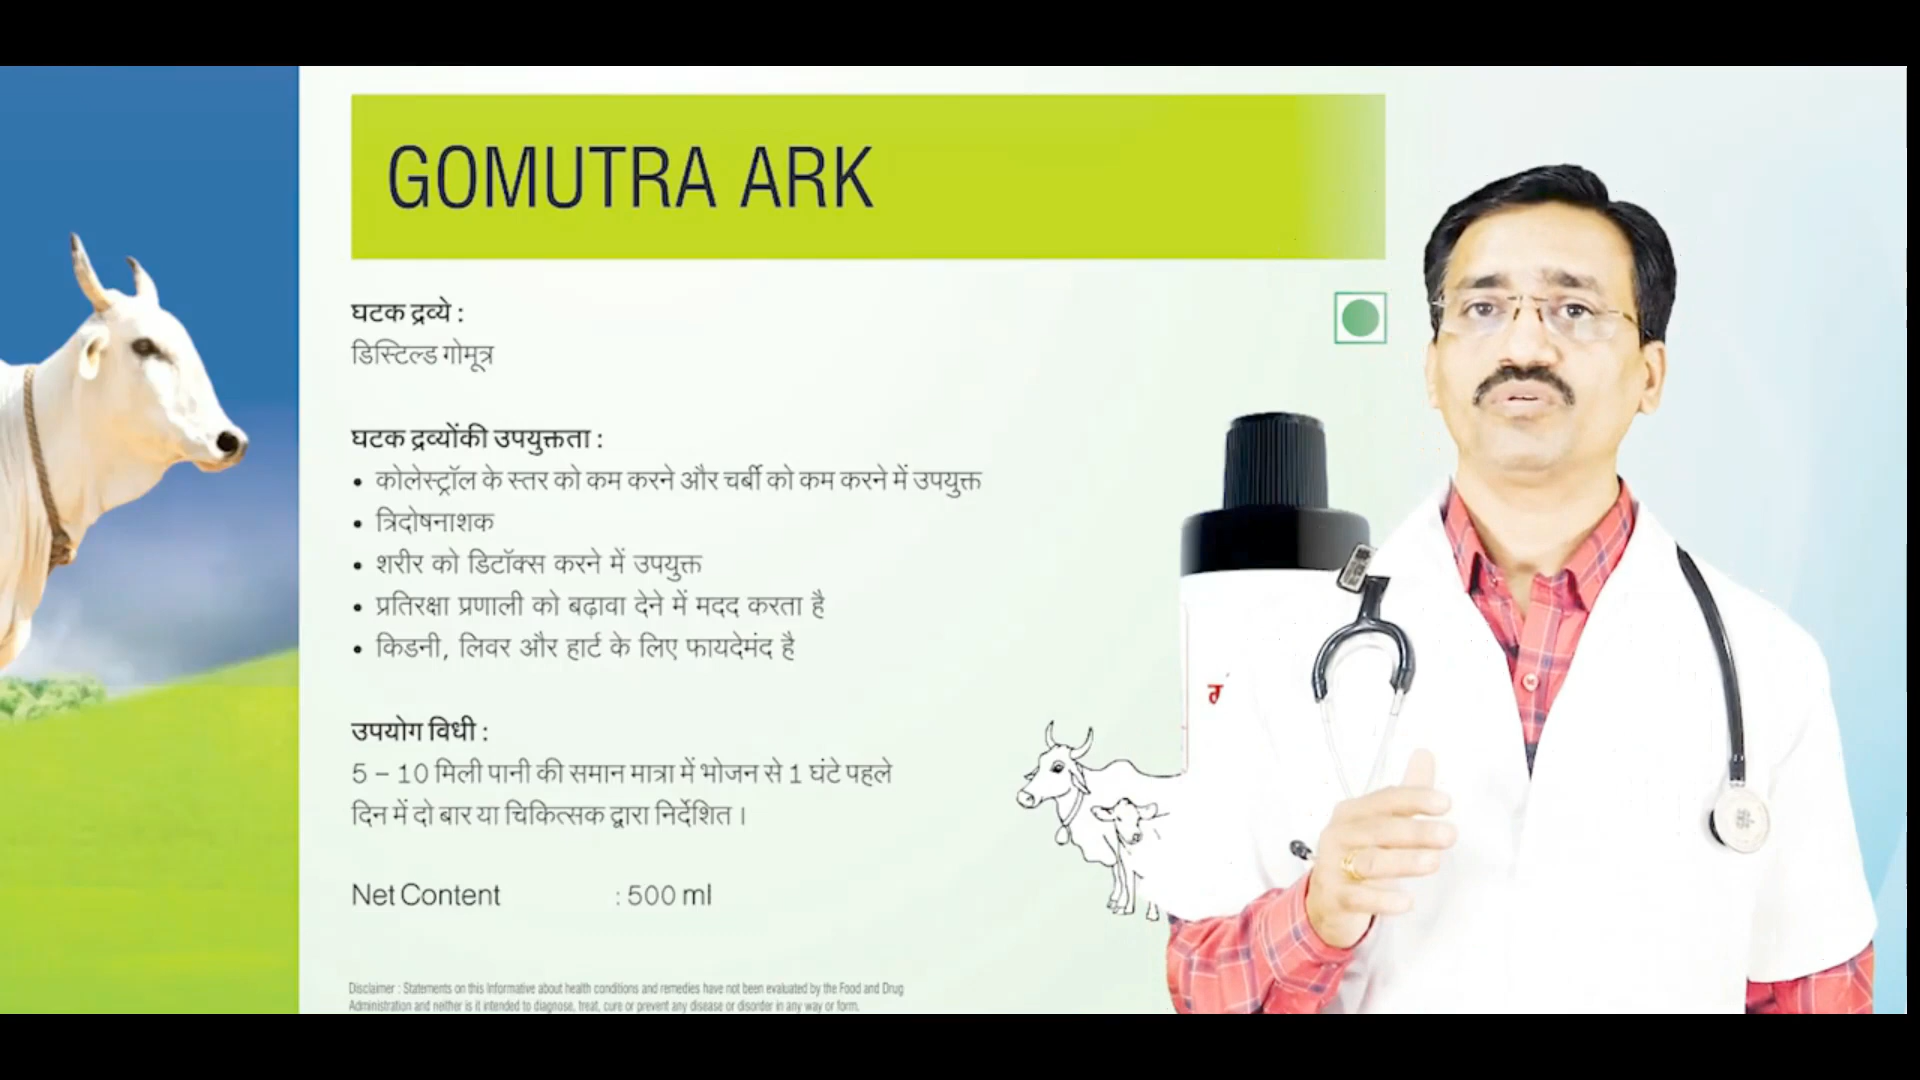 GOMUTRA ARK
घटक द्रव्ये :
डिस्टिल्ड गोमूत्र
घटक द्रव्योंकी उपयुक्तता :
• कोलेस्ट्रॉल के स्तर को कम करने और चर्बी को कम करने में उपयुक्त
• त्रिदोषनाशक
• शरीर को डिटॉक्स करने में उपयुक्त
• प्रतिरक्षा प्रणाली को बढ़ावा देने में मदद करता है
• किडनी, लिवर और हार्ट के लिए फायदेमंद है
उपयोग विधी :
5 – 10 मिली पानी की समान मात्रा में भोजन से 1 घंटे पहले
दिन में दो बार या चिकित्सक द्वारा निर्देशित ।
Net Content : 500 ml
Disclaimer : Statements on this Informative about health conditions and remedies have not been evaluated by the Food and Drug
Administration and neither is it intended to diagnose, treat, cure or prevent any disease or disorder in any way or form.